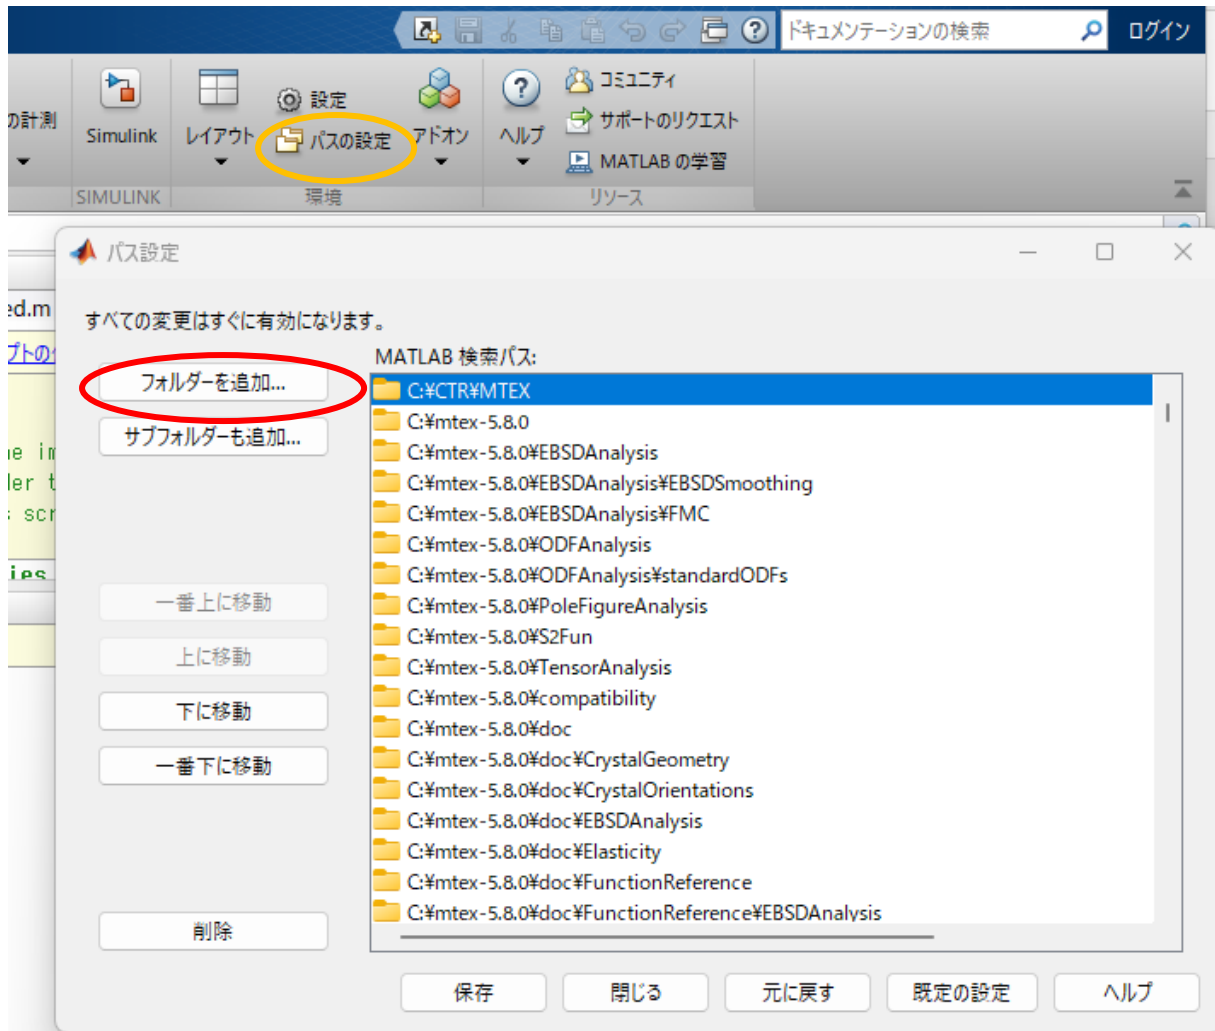 ドキュメンテーションの検索
ログイン
の計測
Simulink
レイアウト
設定
パスの設定
アドオン
ヘルプ
コミュニティ
サポートのリクエスト
MATLAB の学習
SIMULINK
環境
リソース
パス設定
ed.m
すべての変更はすぐに有効になります。
プトの
MATLAB 検索パス:
フォルダーを追加...
サブフォルダーも追加...
C:¥CTR¥MTEX
C:¥mtex-5.8.0
C:¥mtex-5.8.0¥EBSDAnalysis
C:¥mtex-5.8.0¥EBSDAnalysis¥EBSDSmoothing
C:¥mtex-5.8.0¥EBSDAnalysis¥FMC
C:¥mtex-5.8.0¥ODFAnalysis
C:¥mtex-5.8.0¥ODFAnalysis¥standardODFs
C:¥mtex-5.8.0¥PoleFigureAnalysis
C:¥mtex-5.8.0¥S2Fun
C:¥mtex-5.8.0¥TensorAnalysis
C:¥mtex-5.8.0¥compatibility
C:¥mtex-5.8.0¥doc
C:¥mtex-5.8.0¥doc¥CrystalGeometry
C:¥mtex-5.8.0¥doc¥CrystalOrientations
C:¥mtex-5.8.0¥doc¥EBSDAnalysis
C:¥mtex-5.8.0¥doc¥Elasticity
C:¥mtex-5.8.0¥doc¥FunctionReference
C:¥mtex-5.8.0¥doc¥FunctionReference¥EBSDAnalysis
e im
ler t
s scr
ies
一番上に移動
上に移動
下に移動
一番下に移動
削除
保存
閉じる
元に戻す
既定の設定
ヘルプ